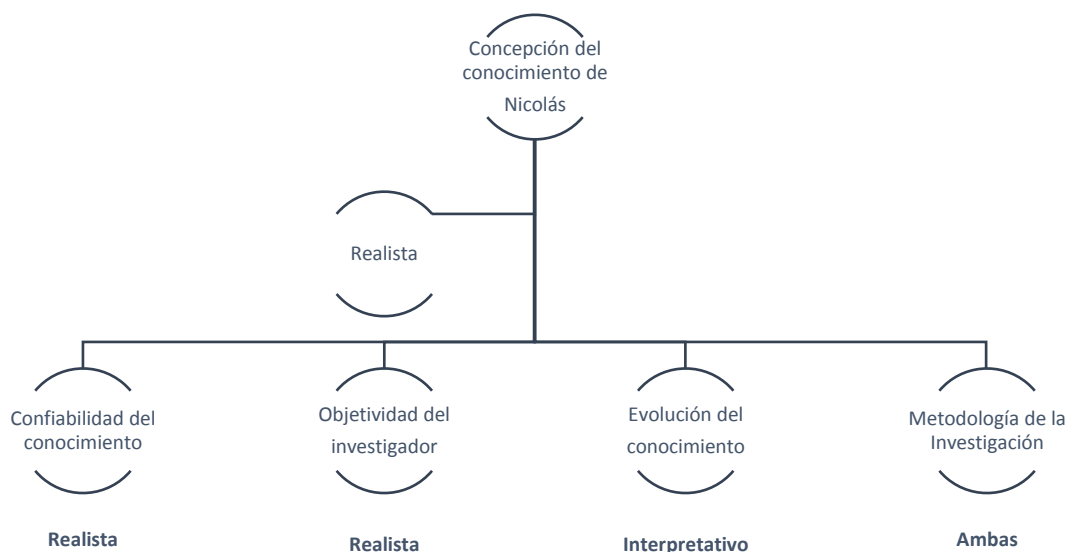 Concepción del
conocimiento de
Nicolás
Realista
Confiabilidad del
conocimiento
Objetividad del
investigador
Evolución del
conocimiento
Metodología de la
Investigación
Realista
Realista
Interpretativo
Ambas